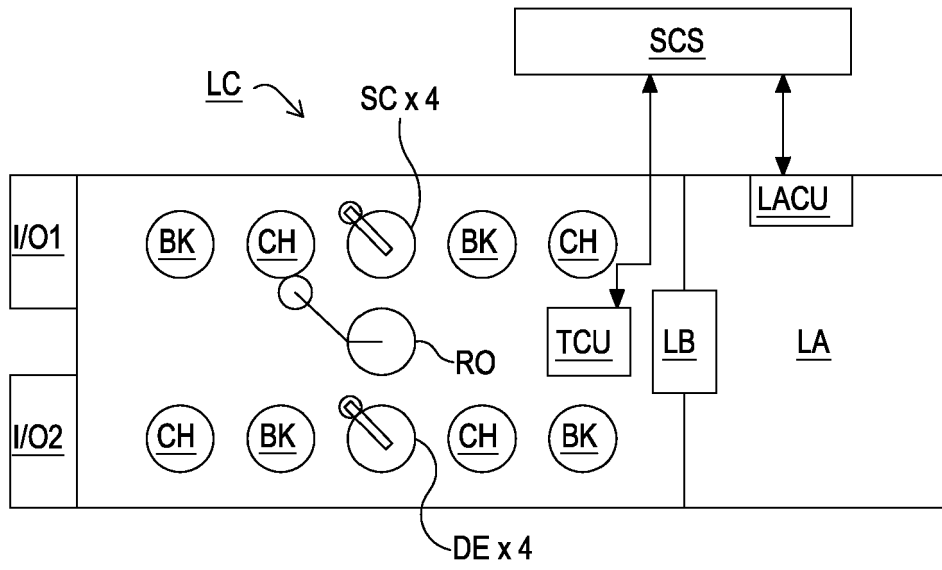 SCS
LC
SC x 4
LACU
I/O1
BK
CH
BK
CH
TCU
LB
LA
RO
I/O2
CH
BK
CH
BK
DE x 4